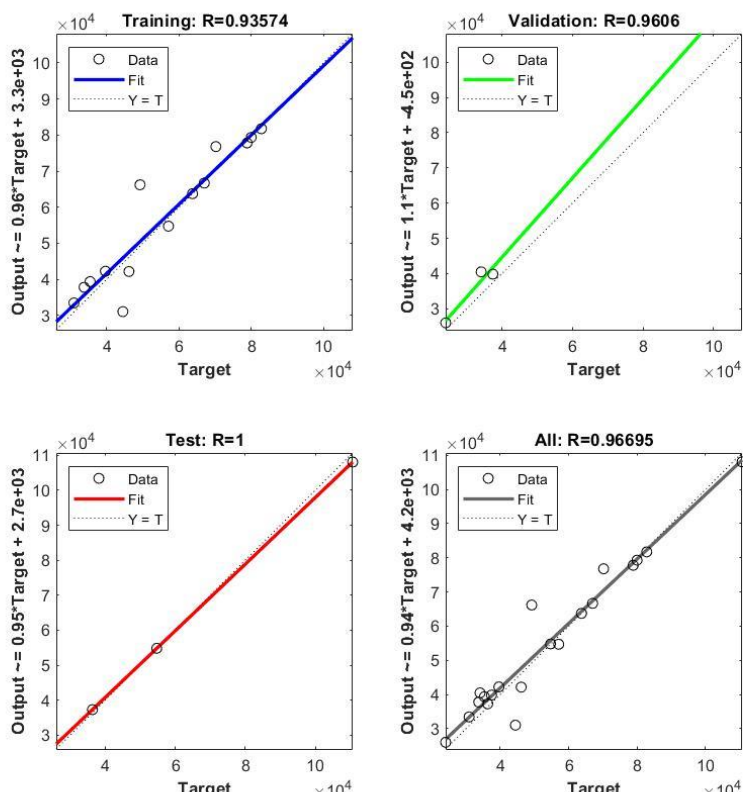 Training: R=0.93574
×10⁴
Data
Fit
Y = T
Output ~= 0.96*Target + 3.3e+03
10
9
8
7
6
5
4
3
4 6 8 10
Target ×10⁴
Validation: R=0.9606
×10⁴
Data
Fit
Y = T
Output ~= 1.1*Target + -4.5e+02
10
9
8
7
6
5
4
3
4 6 8 10
Target ×10⁴
Test: R=1
×10⁴
Data
Fit
Y = T
Output ~= 0.95*Target + 2.7e+03
11
10
9
8
7
6
5
4
3
4 6 8 10
Target ×10⁴
All: R=0.96695
×10⁴
Data
Fit
Y = T
Output ~= 0.94*Target + 4.2e+03
11
10
9
8
7
6
5
4
3
4 6 8 10
Target ×10⁴